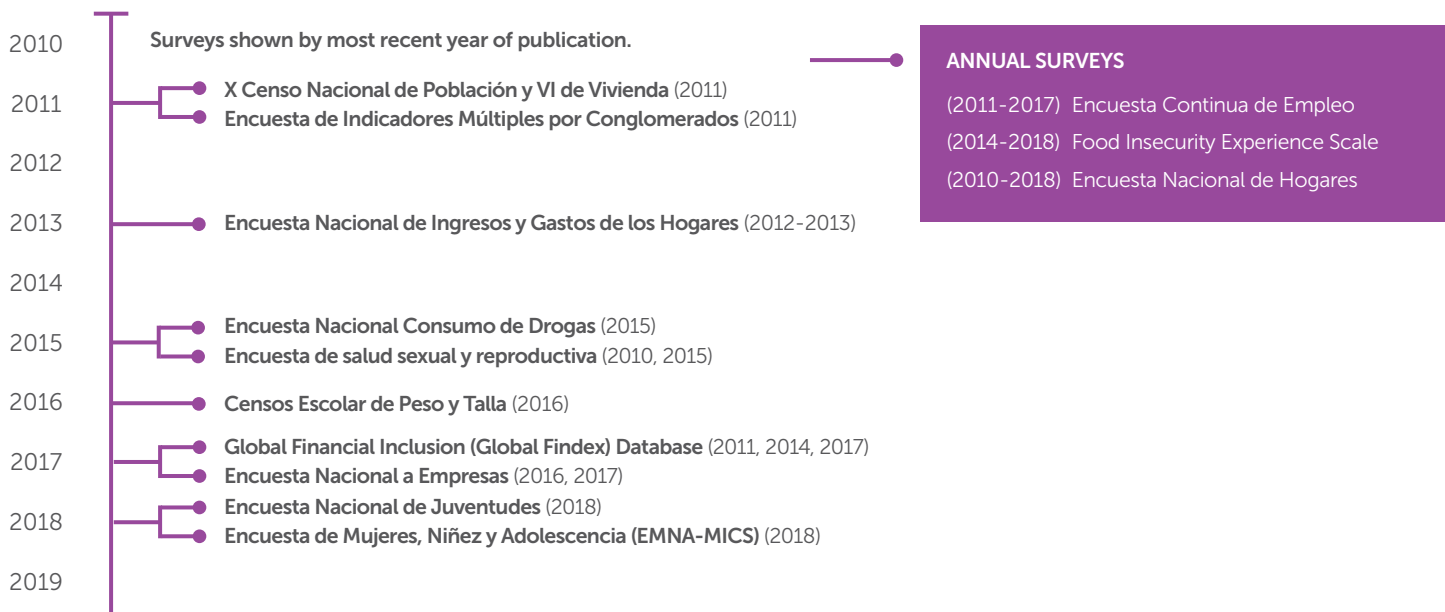 2010
Surveys shown by most recent year of publication.
2011
X Censo Nacional de Población y VI de Vivienda (2011)
Encuesta de Indicadores Múltiples por Conglomerados (2011)
2012
2013
Encuesta Nacional de Ingresos y Gastos de los Hogares (2012-2013)
2014
2015
Encuesta Nacional Consumo de Drogas (2015)
Encuesta de salud sexual y reproductiva (2010, 2015)
2016
Censos Escolar de Peso y Talla (2016)
2017
Global Financial Inclusion (Global Findex) Database (2011, 2014, 2017)
Encuesta Nacional a Empresas (2016, 2017)
2018
Encuesta Nacional de Juventudes (2018)
Encuesta de Mujeres, Niñez y Adolescencia (EMNA-MICS) (2018)
2019
ANNUAL SURVEYS
(2011-2017) Encuesta Continua de Empleo
(2014-2018) Food Insecurity Experience Scale
(2010-2018) Encuesta Nacional de Hogares